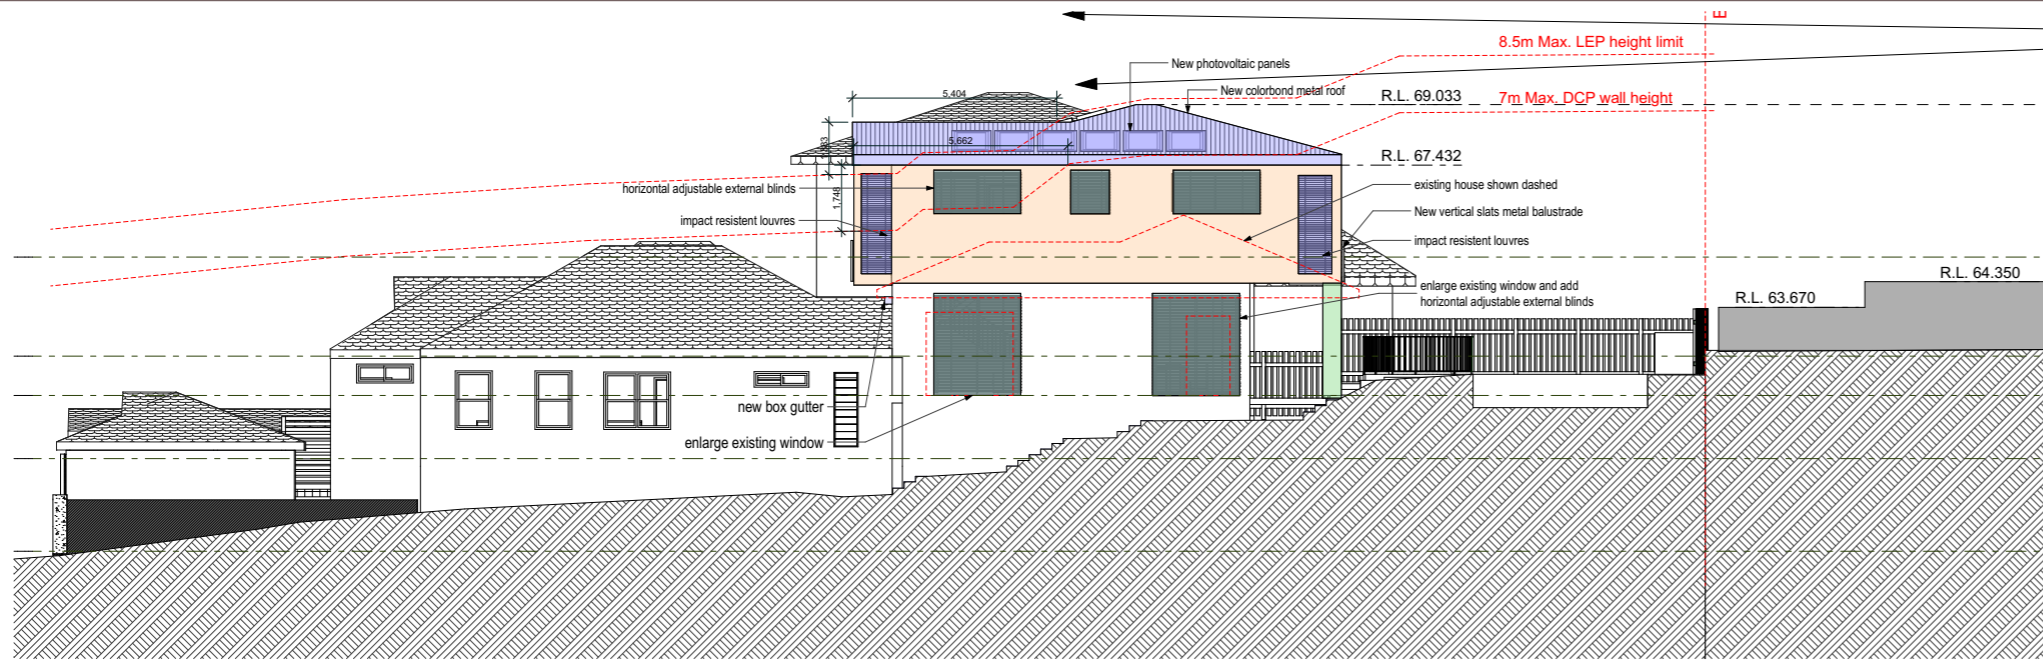 E
8.5m Max. LEP height limit
New photovoltaic panels
5,404
New colorbond metal roof
R.L. 69.033
7m Max. DCP wall height
5,662
R.L. 67.432
horizontal adjustable external blinds
1,748
existing house shown dashed
impact resistent louvres
New vertical slats metal balustrade
impact resistent louvres
R.L. 64.350
enlarge existing window and add
horizontal adjustable external blinds
R.L. 63.670
new box gutter
enlarge existing window